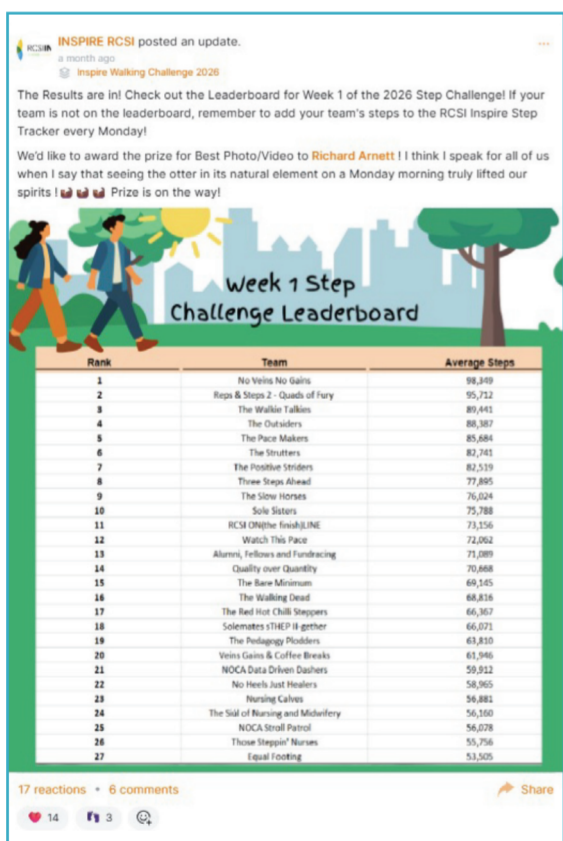 RCSI IN
INSPIRE RCSI posted an update.
a month ago
Inspire Walking Challenge 2026
The Results are in! Check out the Leaderboard for Week 1 of the 2026 Step Challenge! If your
team is not on the leaderboard, remember to add your team's steps to the RCSI Inspire Step
Tracker every Monday!
We'd like to award the prize for Best Photo/Video to Richard Arnett ! I think I speak for all of us
when I say that seeing the otter in its natural element on a Monday morning truly lifted our
spirits ! 🦦 🦦 🦦 Prize is on the way!
Week 1 Step
Challenge Leaderboard
Rank Team Average Steps
1 No Veins No Gains 98,349
2 Reps & Steps 2 - Quads of Fury 95,712
3 The Walkie Talkies 89,441
4 The Outsiders 88,387
5 The Pace Makers 85,684
6 The Strutters 82,741
7 The Positive Striders 82,519
8 Three Steps Ahead 77,895
9 The Slow Horses 76,024
10 Sole Sisters 75,788
11 RCSI ON(the finish)LINE 73,156
12 Watch This Pace 72,062
13 Alumni, Fellows and Fundracing 71,089
14 Quality over Quantity 70,668
15 The Bare Minimum 69,145
16 The Walking Dead 68,816
17 The Red Hot Chilli Steppers 66,367
18 Solemates sTHEP II-gether 66,071
19 The Pedagogy Plodders 63,810
20 Veins Gains & Coffee Breaks 61,946
21 NOCA Data Driven Dashers 59,912
22 No Heels Just Healers 58,965
23 Nursing Calves 56,881
24 The Siúl of Nursing and Midwifery 56,160
25 NOCA Stroll Patrol 56,078
26 Those Steppin' Nurses 55,756
27 Equal Footing 53,505
17 reactions • 6 comments
Share
14
3